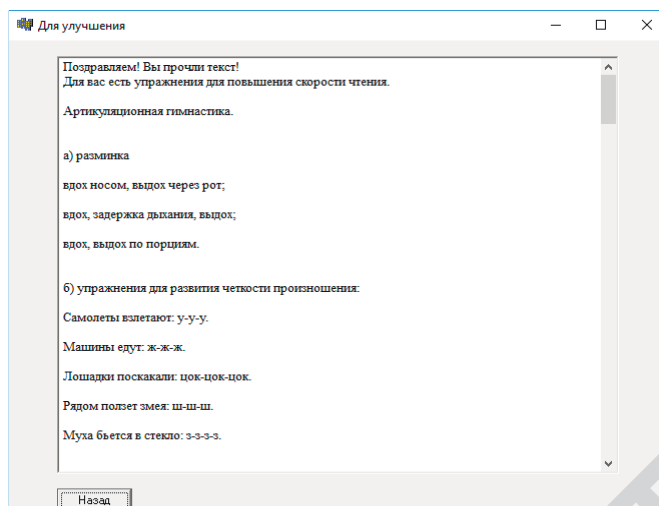 Для улучшения
Поздравляем! Вы прочли текст!
Для вас есть упражнения для повышения скорости чтения.
Артикуляционная гимнастика.
а) разминка
вдох носом, выдох через рот;
вдох, задержка дыхания, выдох;
вдох, выдох по порциям.
б) упражнения для развития четкости произношения:
Самолеты взлетают: у-у-у.
Машины едут: ж-ж-ж.
Лошадки поскакали: цок-цок-цок.
Рядом ползет змея: ш-ш-ш.
Муха бьется в стекло: з-з-з-з.
Назад